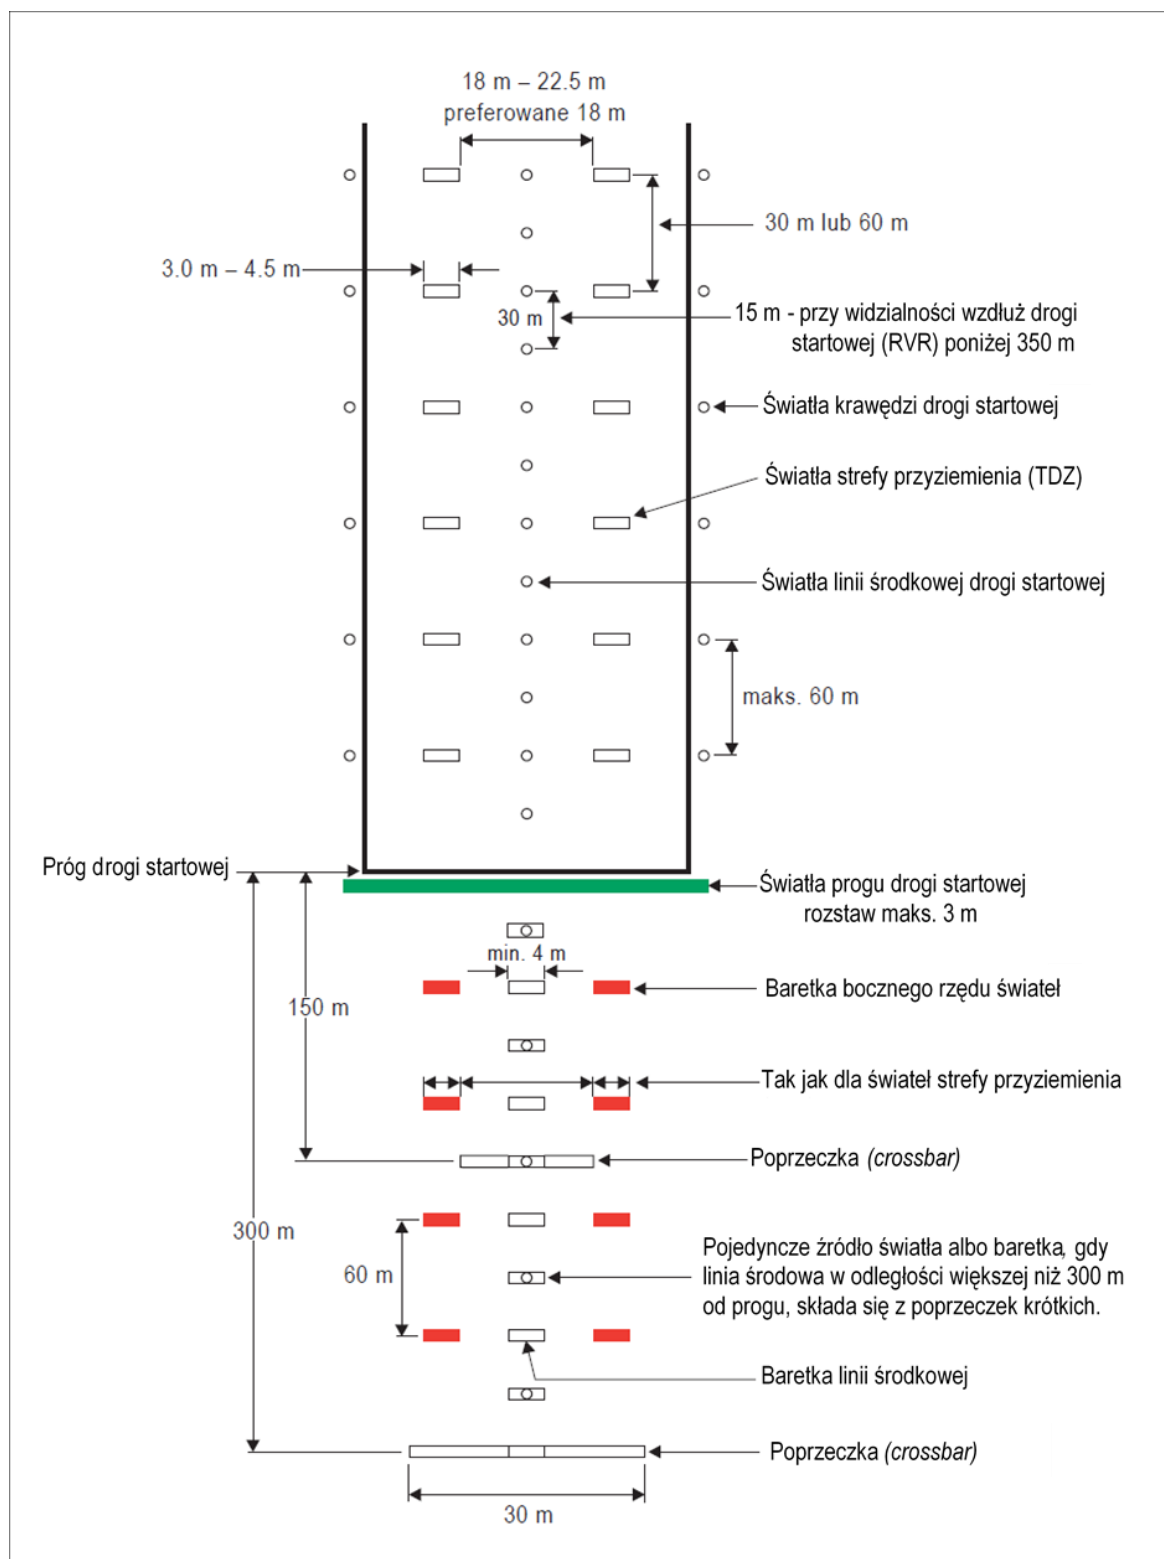 18 m – 22.5 m
preferowane 18 m
30 m lub 60 m
3.0 m – 4.5 m
30 m
15 m - przy widzialności wzdłuż drogi
startowej (RVR) poniżej 350 m
Światła krawędzi drogi startowej
Światła strefy przyziemienia (TDZ)
Światła linii środkowej drogi startowej
maks. 60 m
Próg drogi startowej
Światła progu drogi startowej
rozstaw maks. 3 m
min. 4 m
Baretka bocznego rzędu świateł
150 m
Tak jak dla świateł strefy przyziemienia
Poprzeczka (crossbar)
300 m
Pojedyncze źródło światła albo baretka, gdy
linia środowa w odległości większej niż 300 m
od progu, składa się z poprzeczek krótkich.
60 m
Baretka linii środkowej
Poprzeczka (crossbar)
30 m